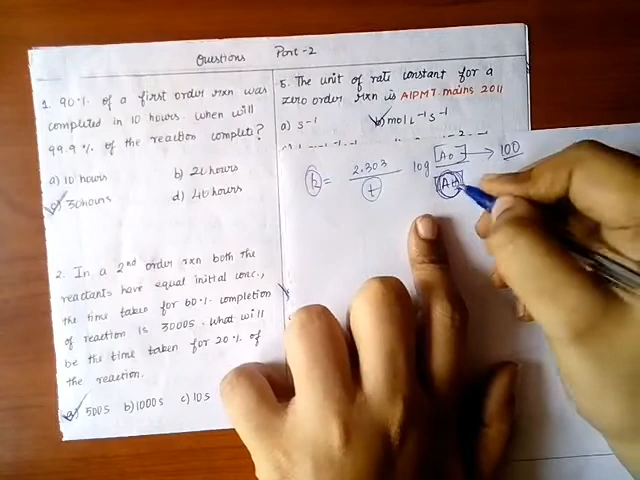 Questions Part -2
1. 90%. of a first order rxn was
completed in 10 hours. When will
99.9%. of the reaction complete?
a) 10 hours b) 20 hours
c) 30hours d) 40 hours
2. In a 2nd order rxn both the
reactants have equal initial conc.,
the time taken for 60%. completion
of reaction is 3000S. What will
be the time taken for 20%. of
the reaction.
a) 500S b) 1000s c) 10s
5. The unit of rate constant for a
zero order rxn is AIPMT. mains 2011
a) s⁻¹ b) mol L⁻¹ s⁻¹
k = 2.303 / t log [A0] / [At] → 100